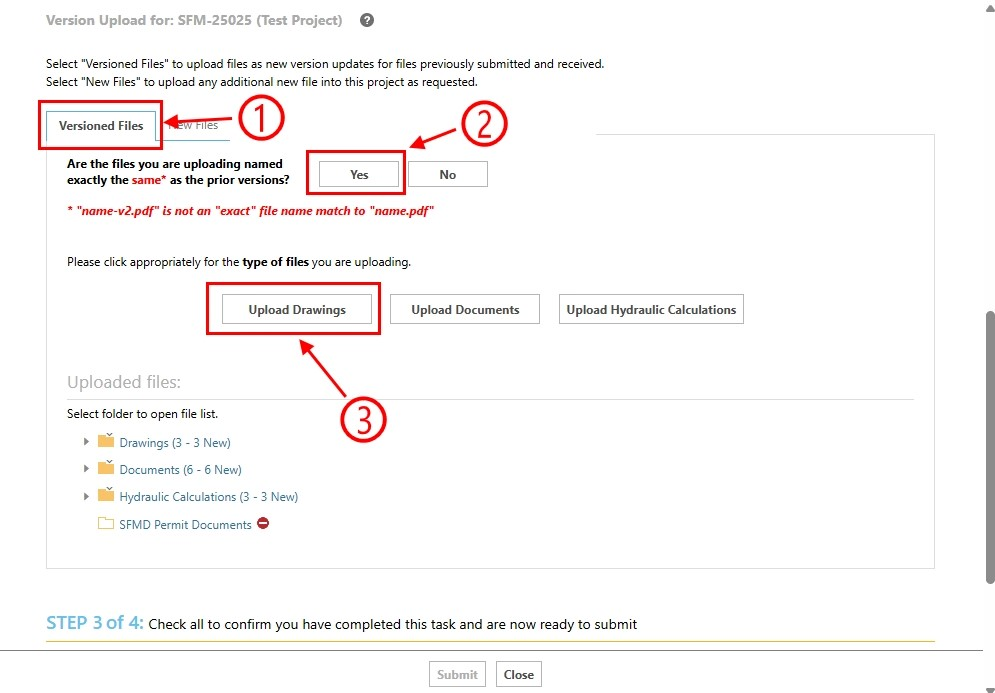 Version Upload for: SFM-25025 (Test Project) ?
Select "Versioned Files" to upload files as new version updates for files previously submitted and received.
Select "New Files" to upload any additional new file into this project as requested.
Versioned Files
New Files
1
2
Are the files you are uploading named
exactly the same* as the prior versions?
Yes
No
* "name-v2.pdf" is not an "exact" file name match to "name.pdf"
Please click appropriately for the type of files you are uploading.
Upload Drawings
Upload Documents
Upload Hydraulic Calculations
3
Uploaded files:
Select folder to open file list.
Drawings (3 - 3 New)
Documents (6 - 6 New)
Hydraulic Calculations (3 - 3 New)
SFMD Permit Documents
STEP 3 of 4: Check all to confirm you have completed this task and are now ready to submit
Submit
Close